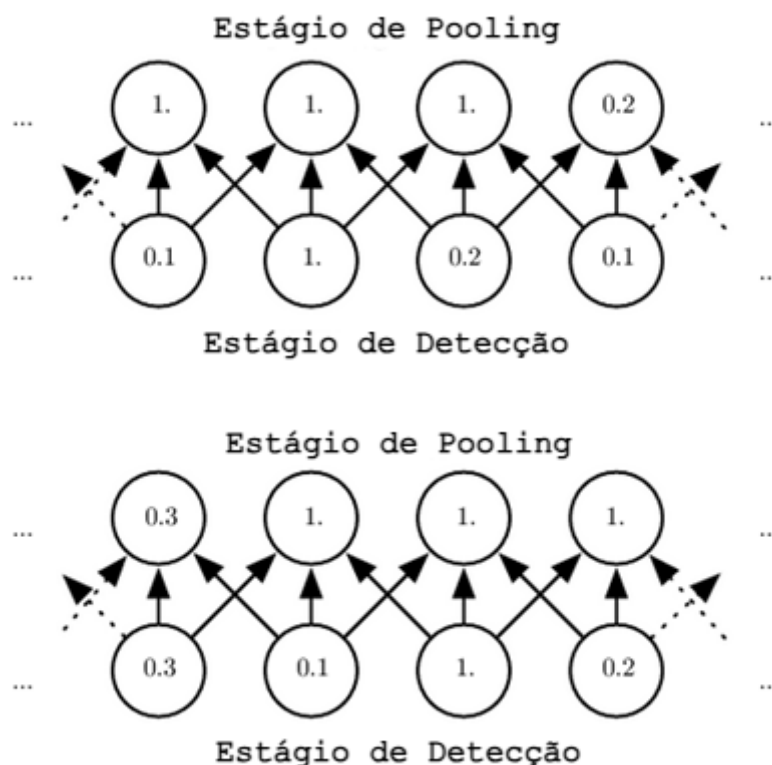 Estágio de Pooling
... 1. 1. 1. 0.2 ..
... 0.1 1. 0.2 0.1 ..
Estágio de Detecção
Estágio de Pooling
... 0.3 1. 1. 1. ..
... 0.3 0.1 1. 0.2 ..
Estágio de Detecção